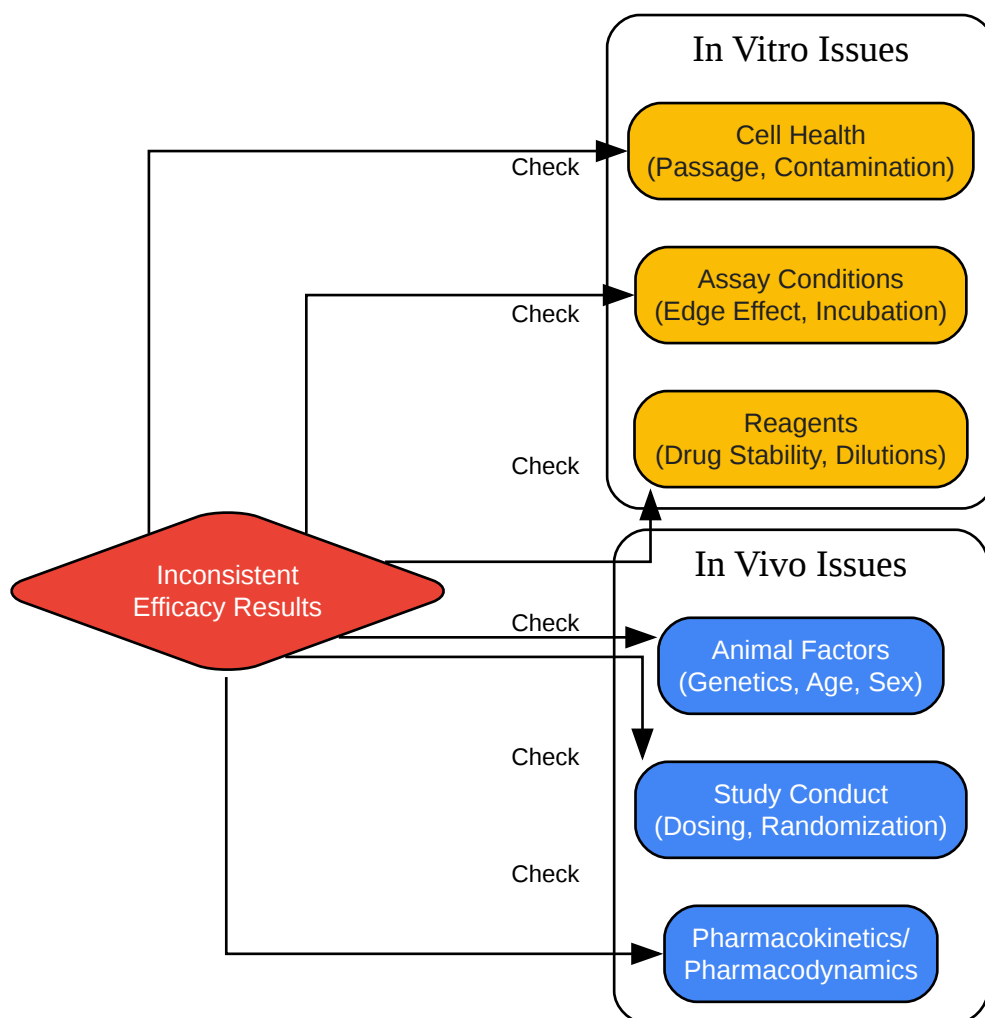 In Vitro Issues
Cell Health
(Passage, Contamination)
Check
Assay Conditions
(Edge Effect, Incubation)
Check
Reagents
(Drug Stability, Dilutions)
Check
Inconsistent
Efficacy Results
In Vivo Issues
Check
Animal Factors
(Genetics, Age, Sex)
Check
Study Conduct
(Dosing, Randomization)
Check
Pharmacokinetics/
Pharmacodynamics